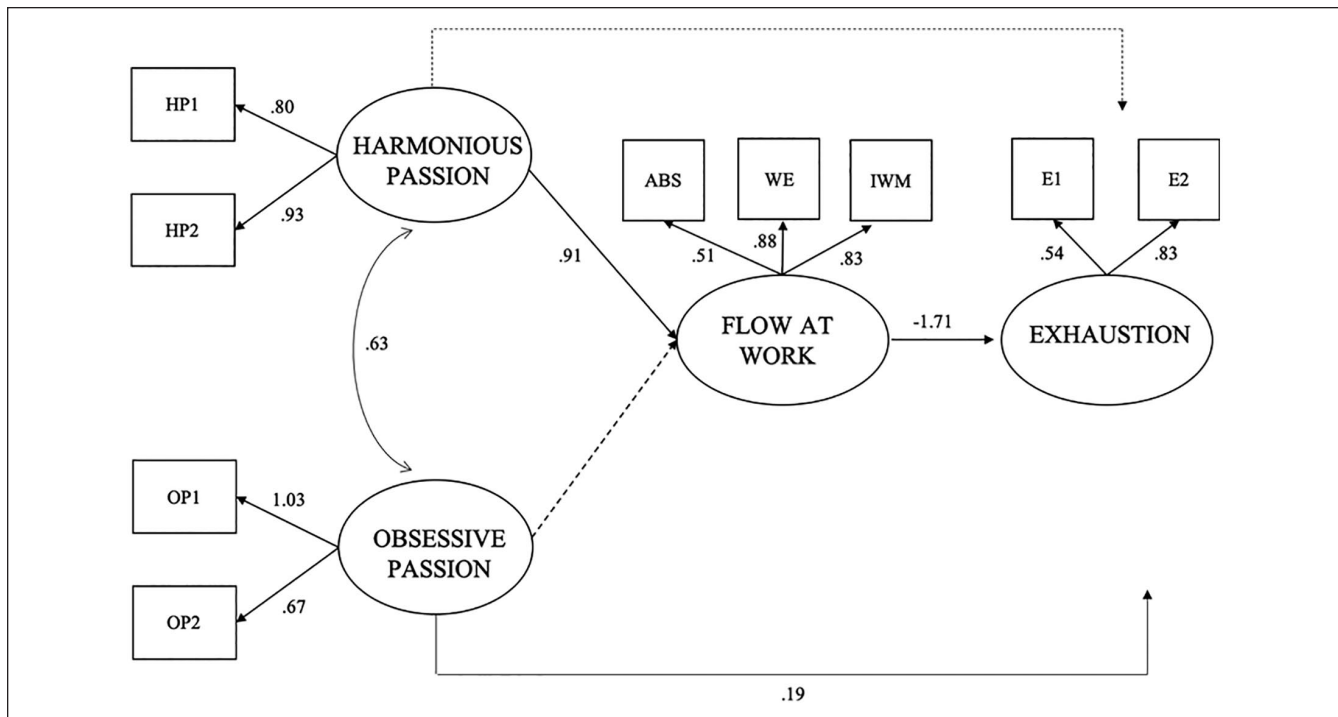 HP1
.80
HARMONIOUS
PASSION
HP2
.93
ABS
WE
IWM
E1
E2
.51
.88
.83
.54
.83
.91
.63
FLOW AT
WORK
-1.71
EXHAUSTION
OP1
1.03
OBSESSIVE
PASSION
OP2
.67
.19